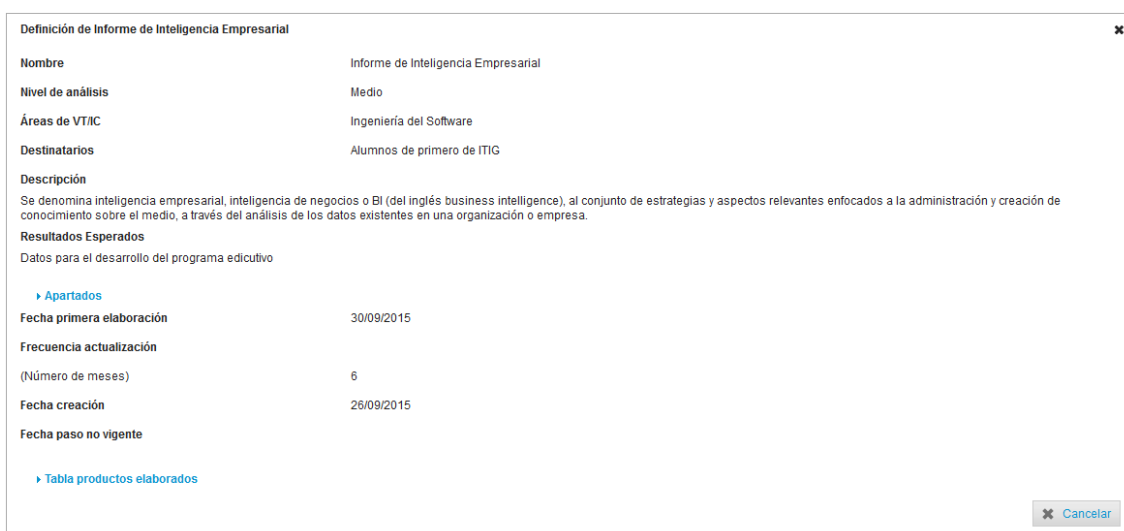 Definición de Informe de Inteligencia Empresarial
Nombre Informe de Inteligencia Empresarial
Nivel de análisis Medio
Áreas de VT/IC Ingeniería del Software
Destinatarios Alumnos de primero de ITIG
Descripción
Se denomina inteligencia empresarial, inteligencia de negocios o BI (del inglés business intelligence), al conjunto de estrategias y aspectos relevantes enfocados a la administración y creación de
conocimiento sobre el medio, a través del análisis de los datos existentes en una organización o empresa.
Resultados Esperados
Datos para el desarrollo del programa edicutivo
Apartados
Fecha primera elaboración 30/09/2015
Frecuencia actualización
(Número de meses) 6
Fecha creación 26/09/2015
Fecha paso no vigente
Tabla productos elaborados
Cancelar